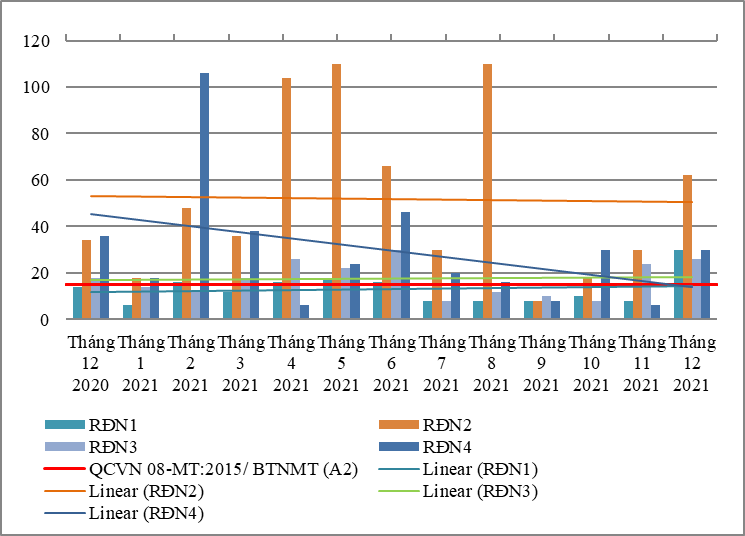 120
100
80
60
40
20
0
Tháng Tháng Tháng Tháng Tháng Tháng Tháng Tháng Tháng Tháng Tháng Tháng Tháng
12 1 2 3 4 5 6 7 8 9 10 11 12
2020 2021 2021 2021 2021 2021 2021 2021 2021 2021 2021 2021 2021
RĐN1 RĐN2
RĐN3 RĐN4
QCVN 08-MT:2015/ BTNMT (A2) Linear (RĐN1)
Linear (RĐN2) Linear (RĐN3)
Linear (RĐN4)